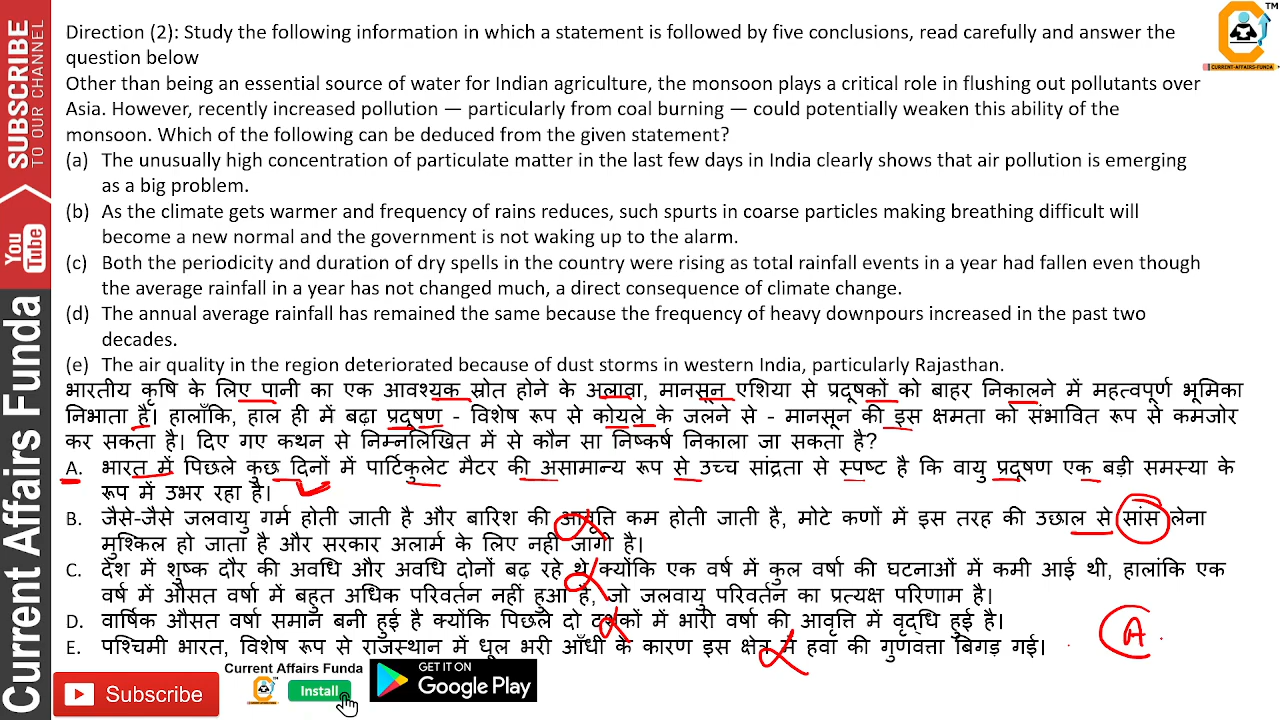 Direction (2): Study the following information in which a statement is followed by five conclusions, read carefully and answer the
question below
Other than being an essential source of water for Indian agriculture, the monsoon plays a critical role in flushing out pollutants over
Asia. However, recently increased pollution — particularly from coal burning — could potentially weaken this ability of the
monsoon. Which of the following can be deduced from the given statement?
(a) The unusually high concentration of particulate matter in the last few days in India clearly shows that air pollution is emerging
as a big problem.
(b) As the climate gets warmer and frequency of rains reduces, such spurts in coarse particles making breathing difficult will
become a new normal and the government is not waking up to the alarm.
(c) Both the periodicity and duration of dry spells in the country were rising as total rainfall events in a year had fallen even though
the average rainfall in a year has not changed much, a direct consequence of climate change.
(d) The annual average rainfall has remained the same because the frequency of heavy downpours increased in the past two
decades.
(e) The air quality in the region deteriorated because of dust storms in western India, particularly Rajasthan.
भारतीय कृषि के लिए पानी का एक आवश्यक स्रोत होने के अलावा, मानसून एशिया से प्रदूषकों को बाहर निकालने में महत्वपूर्ण भूमिका
निभाता है। हालाँकि, हाल ही में बढ़ा प्रदूषण - विशेष रूप से कोयले के जलने से - मानसून की इस क्षमता को संभावित रूप से कमजोर
कर सकता है। दिए गए कथन से निम्नलिखित में से कौन सा निष्कर्ष निकाला जा सकता है?
A. भारत में पिछले कुछ दिनों में पार्टिकुलेट मैटर की असामान्य रूप से उच्च सांद्रता से स्पष्ट है कि वायु प्रदूषण एक बड़ी समस्या के
रूप में उभर रहा है।
B. जैसे-जैसे जलवायु गर्म होती जाती है और बारिश की आवृत्ति कम होती जाती है, मोटे कणों में इस तरह की उछाल से सांस लेना
मुश्किल हो जाता है और सरकार अलार्म के लिए नहीं जागी है।
C. देश में शुष्क दौर की अवधि और अवधि दोनों बढ़ रहे थे क्योंकि एक वर्ष में कुल वर्षा की घटनाओं में कमी आई थी, हालांकि एक
वर्ष में औसत वर्षा में बहुत अधिक परिवर्तन नहीं हुआ है, जो जलवायु परिवर्तन का प्रत्यक्ष परिणाम है।
D. वार्षिक औसत वर्षा समान बनी हुई है क्योंकि पिछले दो दशकों में भारी वर्षा की आवृत्ति में वृद्धि हुई है।
E. पश्चिमी भारत, विशेष रूप से राजस्थान में धूल भरी आँधी के कारण इस क्षेत्र में हवा की गुणवत्ता बिगड़ गई।
A
SUBSCRIBE
TO OUR CHANNEL
You
Tube
Current Affairs Funda
TM
CURRENT-AFFAIRS-FUNDA
Subscribe
Current Affairs Funda
Install
GET IT ON
Google Play